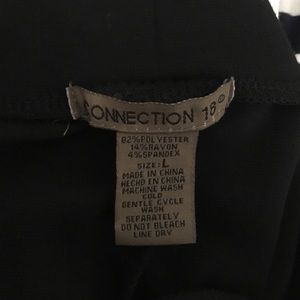 CONNECTION 18©
82%POLYESTER
14%RAYON
4%SPANDEX
SIZE:L
MADE IN CHINA
HECHO EN CHINA
MACHINE WASH
COLD
GENTLE CYCLE
WASH
SEPARATELY
DO NOT BLEACH
LINE DRY